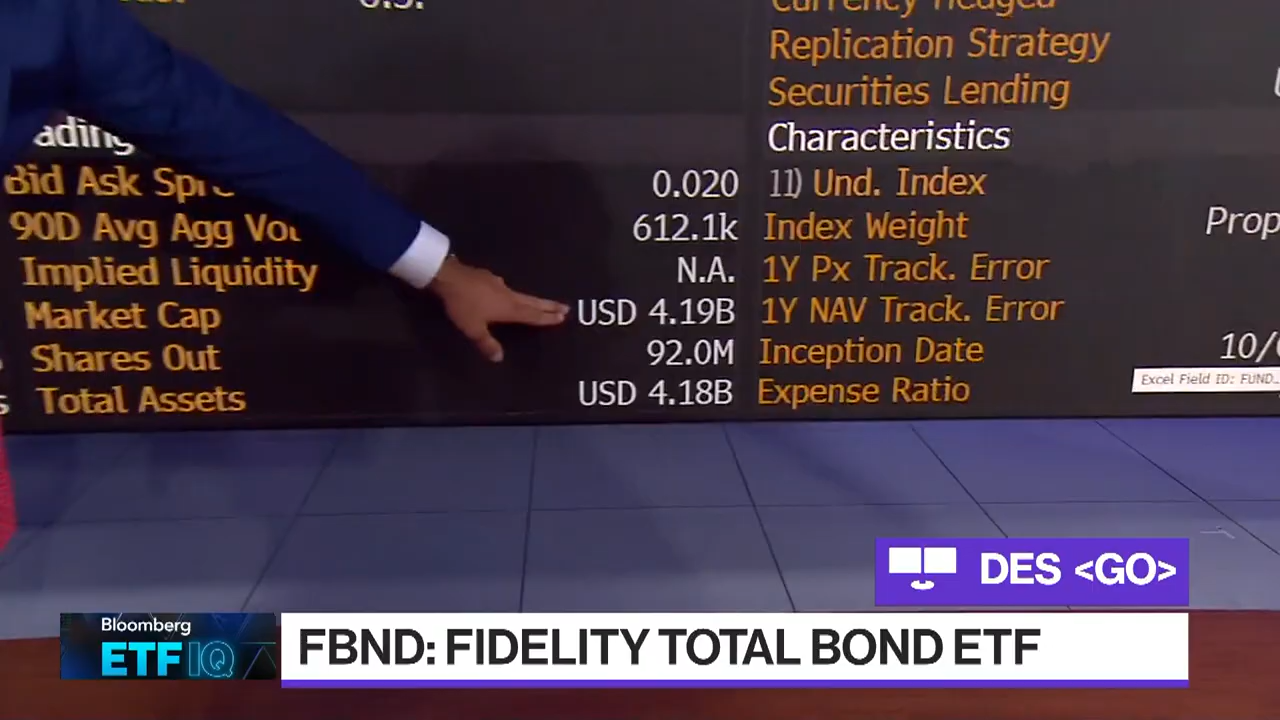 Replication Strategy
Securities Lending
Characteristics
Bid Ask
0.020
11) Und. Index
90D Avg Agg
612.1k
Index Weight
Implied Liquidity
N.A.
1Y Px Track. Error
Market Cap
USD 4.19B
1Y NAV Track. Error
Shares Out
92.0M
Inception Date
10/
Total Assets
USD 4.18B
Expense Ratio
Excel Field ID: FUND...
DES <GO>
Bloomberg
ETF IQ
FBND: FIDELITY TOTAL BOND ETF